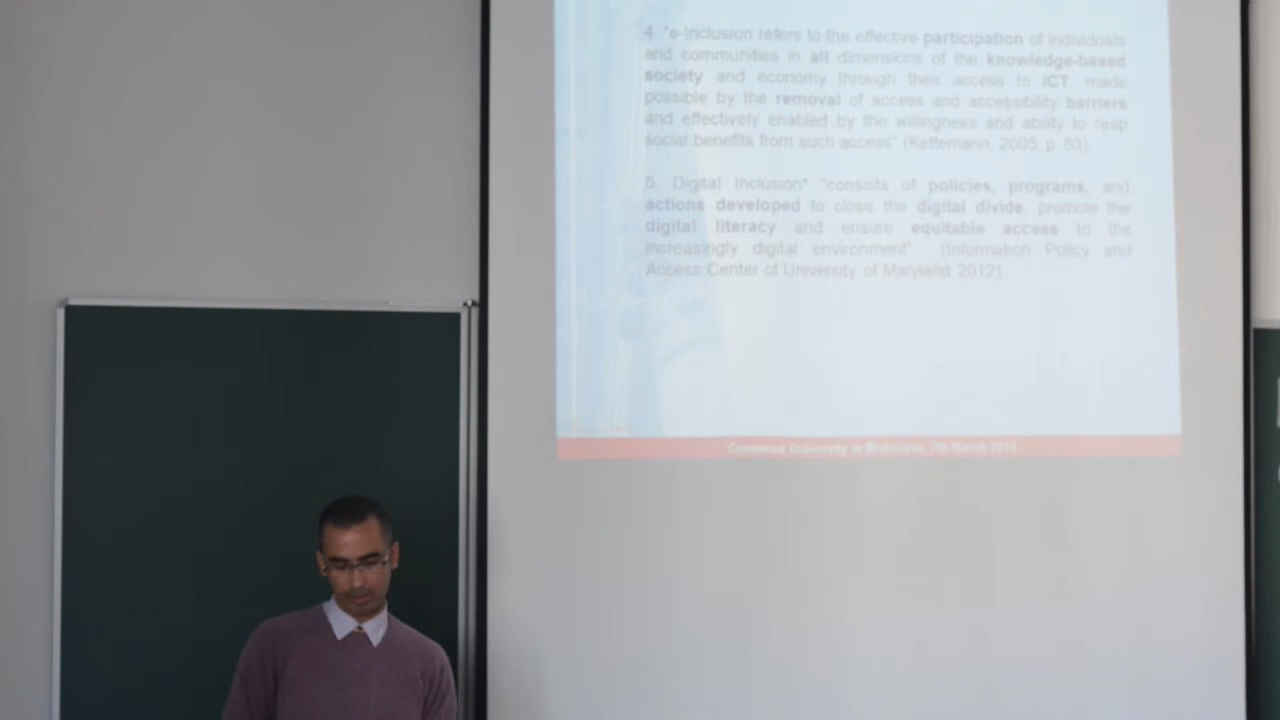 4. "e-Inclusion refers to the effective participation of individuals
and communities in all dimensions of the knowledge-based
society and economy through their access to ICT, made
possible by the removal of access and accessibility barriers
and effectively enabled by the willingness and ability to reap
social benefits from such access" (Kettemann, 2005, p. 53)
5. Digital inclusion* "consists of policies, programs, and
actions developed to close the digital divide, promote the
digital literacy and ensure equitable access to the
increasingly digital environment" (Information Policy and
Access Center of University of Maryland 2012)
University in Bratislava, 7th March 2014